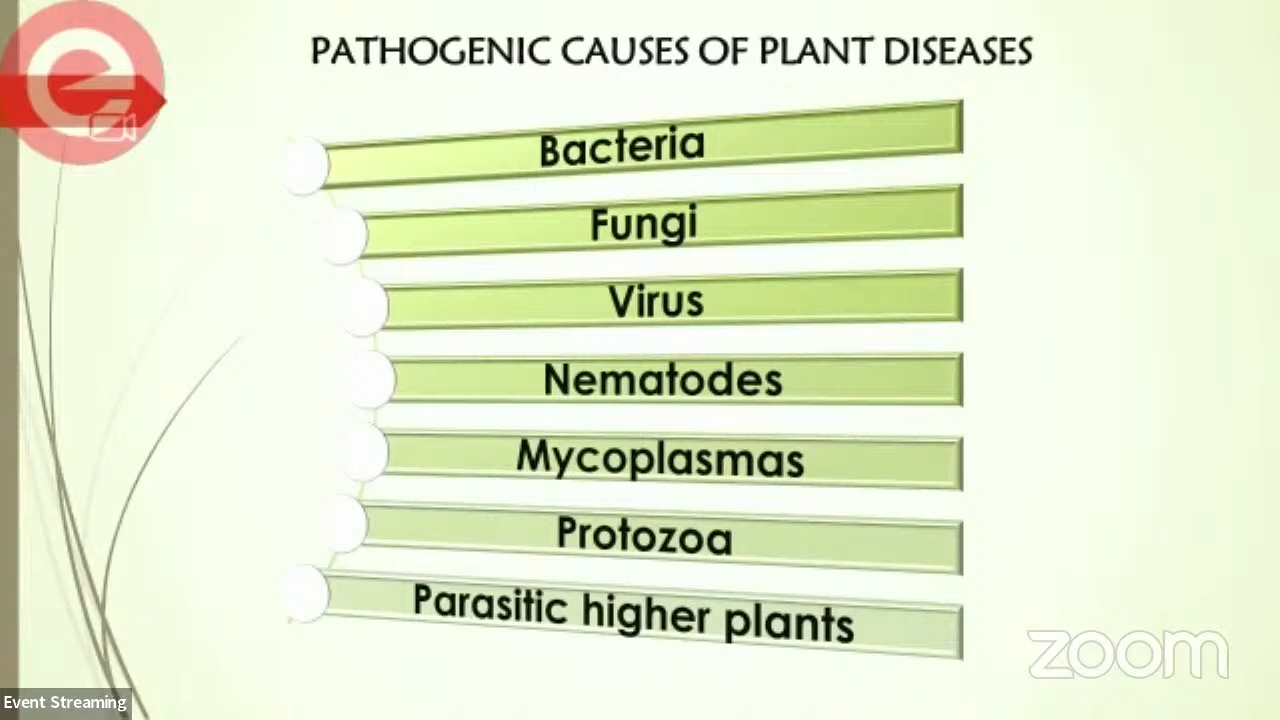 PATHOGENIC CAUSES OF PLANT DISEASES
Bacteria
Fungi
Virus
Nematodes
Mycoplasmas
Protozoa
Parasitic higher plants
zoom
Event Streaming